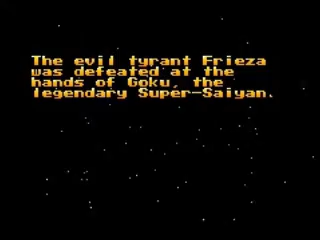 The evil tyrant Frieza
was defeated at the
hands of Goku, the
legendary Super-Saiyan.